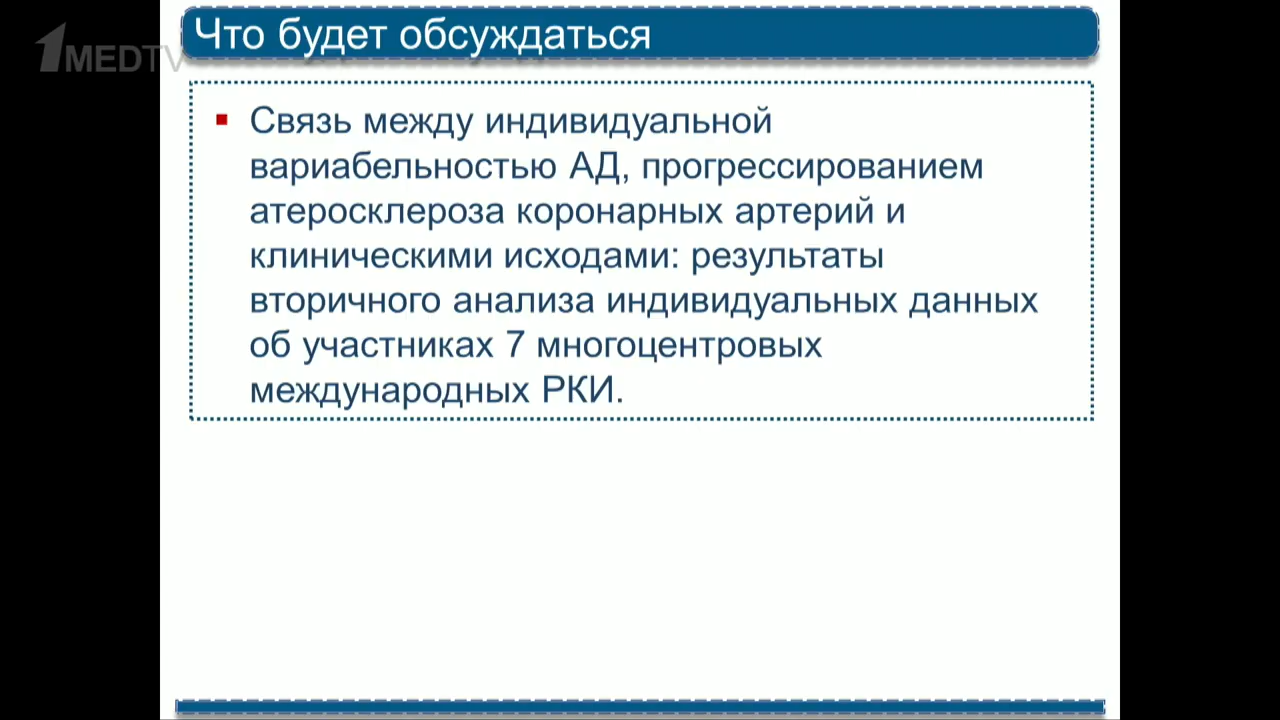 1MEDTV
Что будет обсуждаться
Связь между индивидуальной
вариабельностью АД, прогрессированием
атеросклероза коронарных артерий и
клиническими исходами: результаты
вторичного анализа индивидуальных данных
об участниках 7 многоцентровых
международных РКИ.